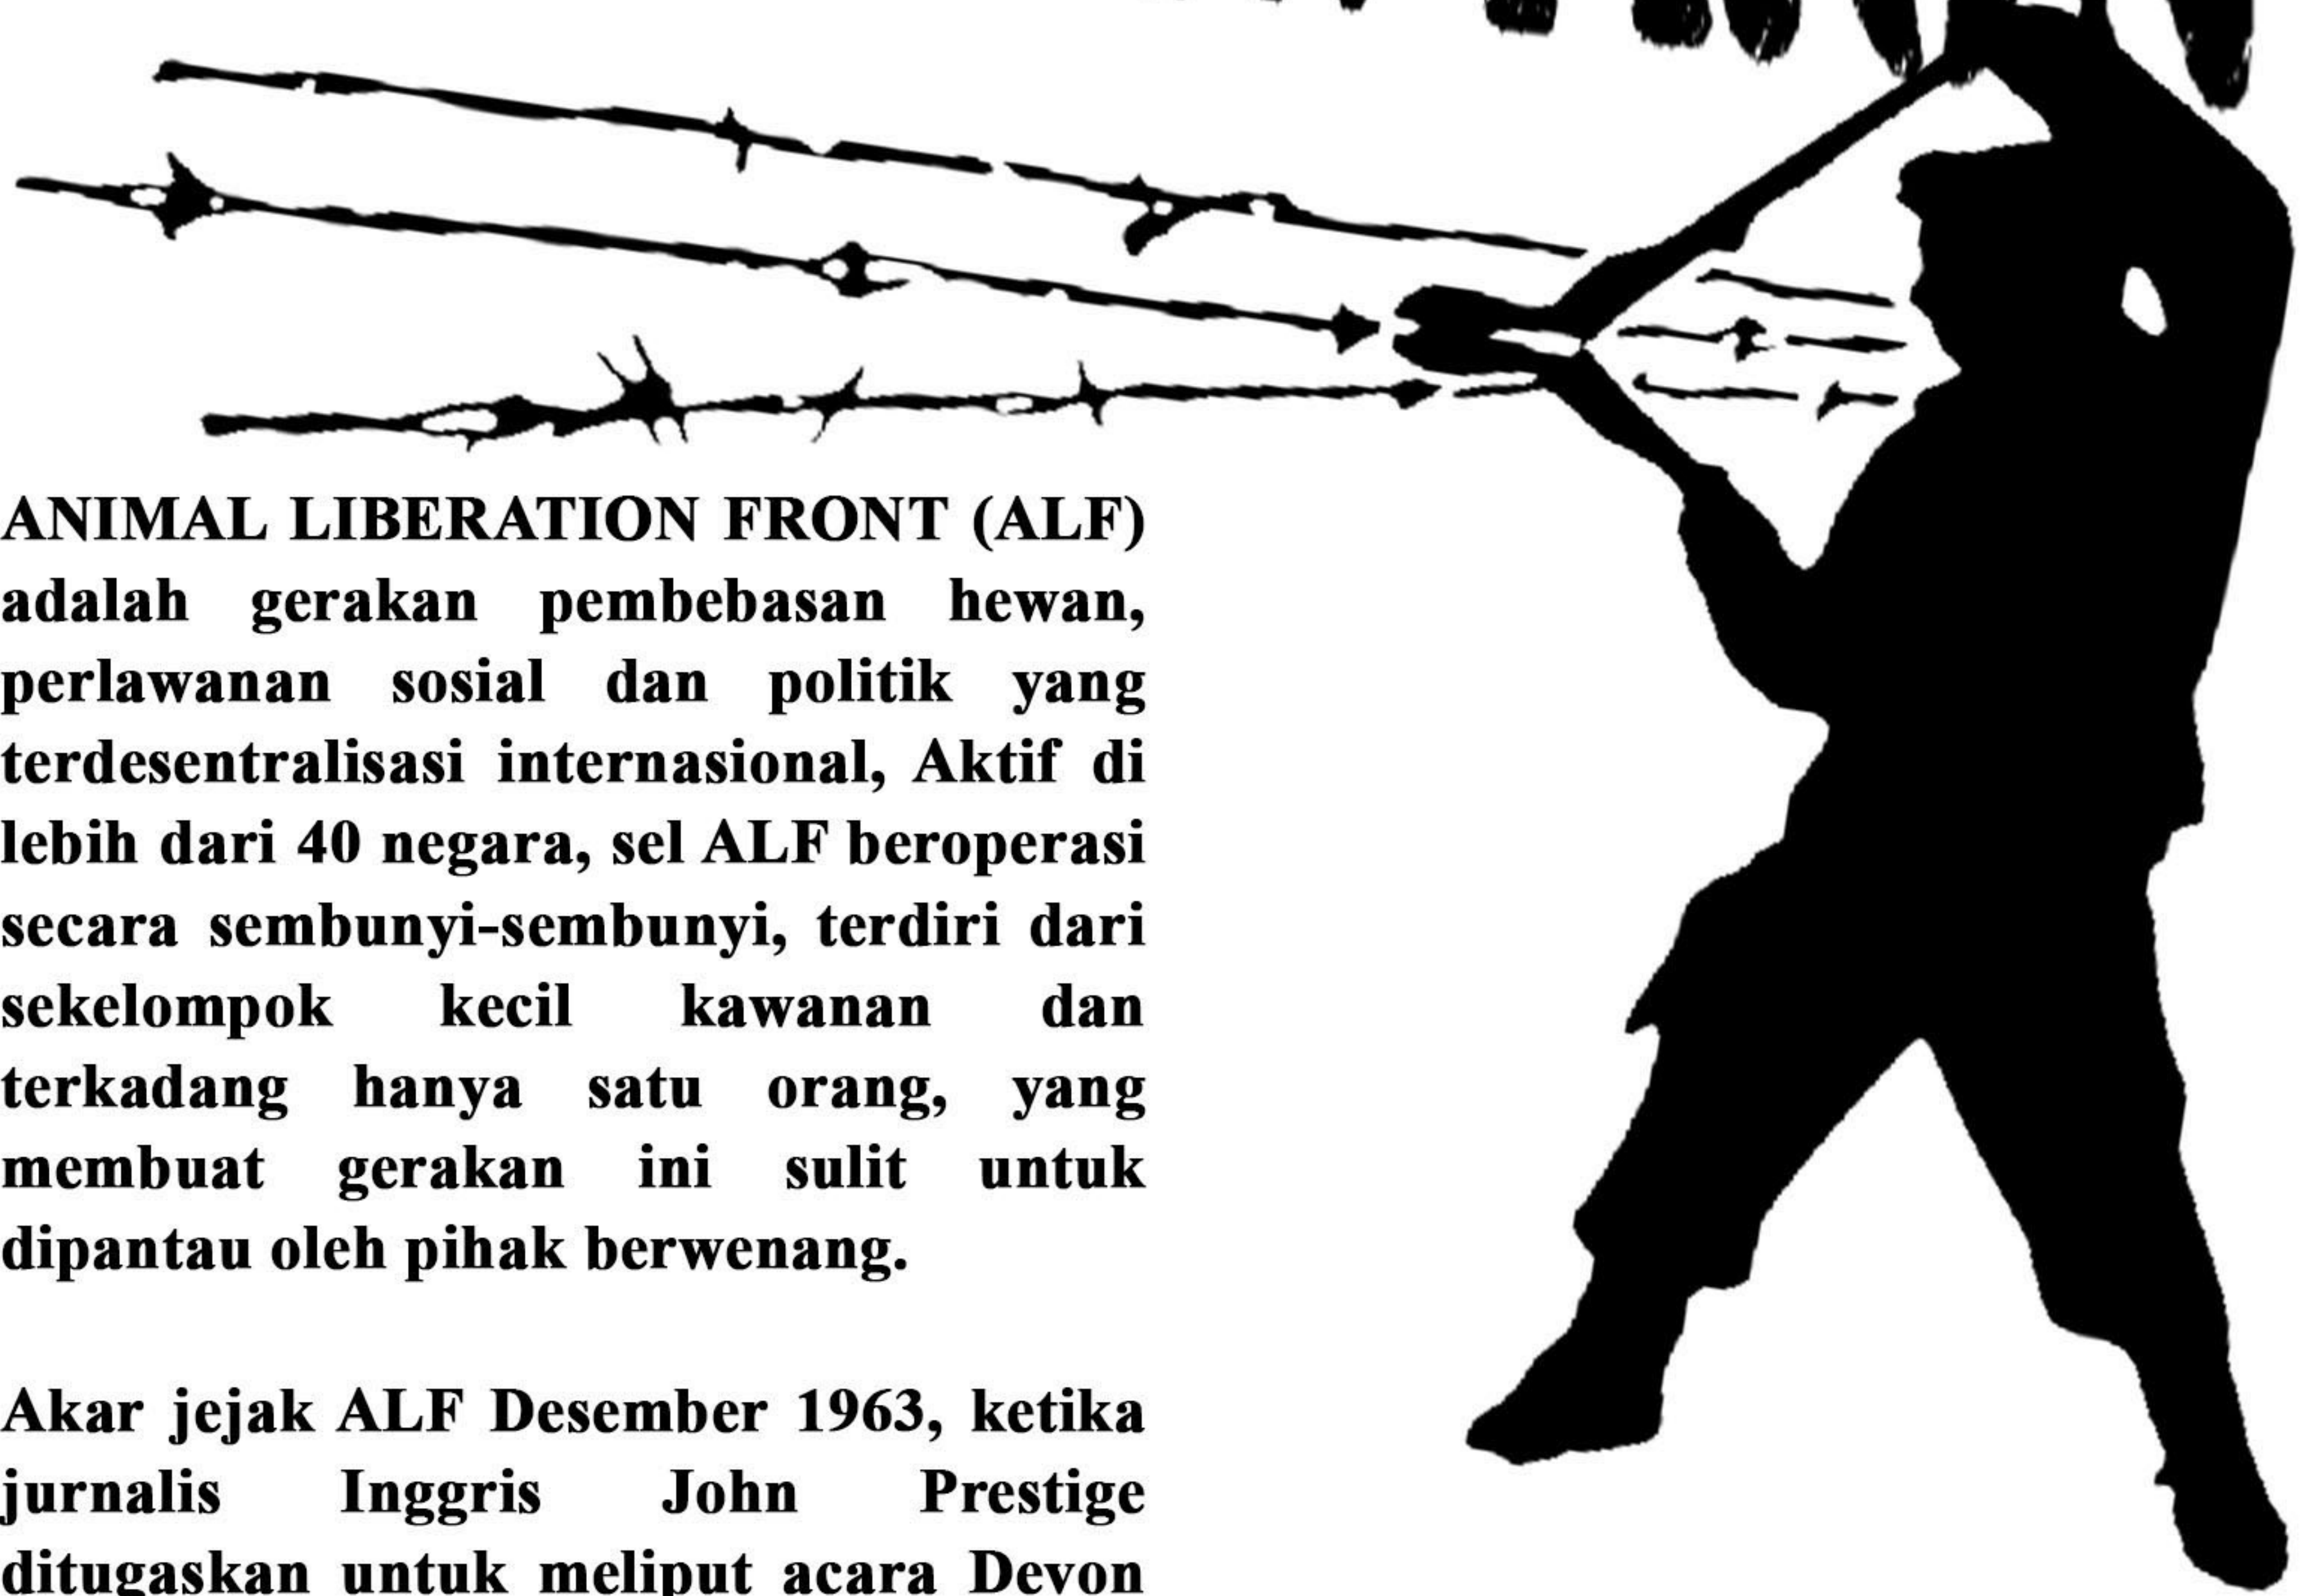 ANIMAL LIBERATION FRONT (ALF)
adalah gerakan pembebasan hewan,
perlawanan sosial dan politik yang
terdesentralisasi internasional, Aktif di
lebih dari 40 negara, sel ALF beroperasi
secara sembunyi-sembunyi, terdiri dari
sekelompok kecil kawanan dan
terkadang hanya satu orang, yang
membuat gerakan ini sulit untuk
dipantau oleh pihak berwenang.
Akar jejak ALF Desember 1963, ketika
jurnalis Inggris John Prestige
ditugaskan untuk meliput acara Devon